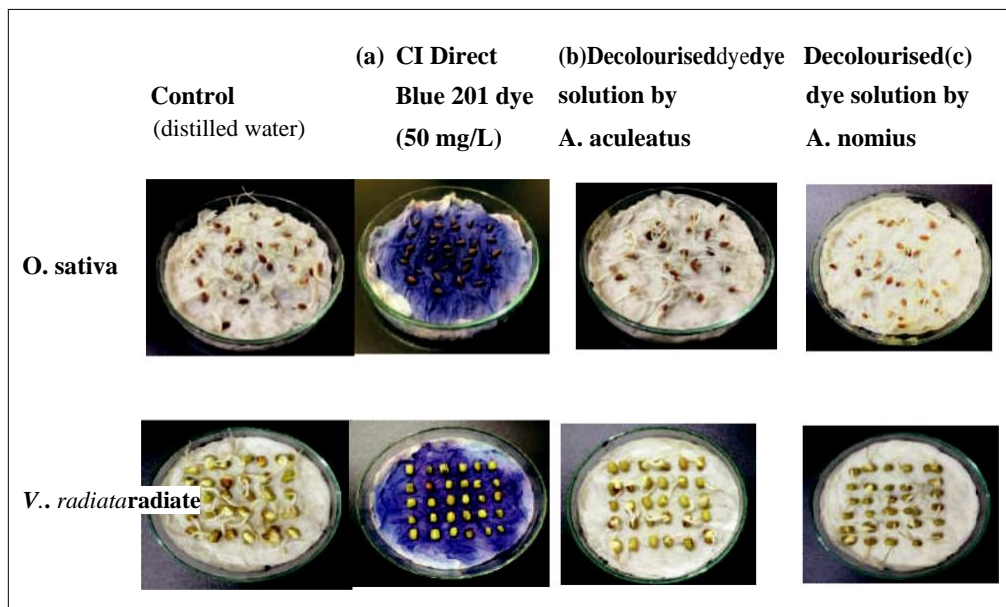 Control
(distilled water)
(a) CI Direct
Blue 201 dye
(50 mg/L)
(b)Decolouriseddyedye
solution by
A. aculeatus
Decolourised(c)
dye solution by
A. nomius
O. sativa
V.. radiataradiate